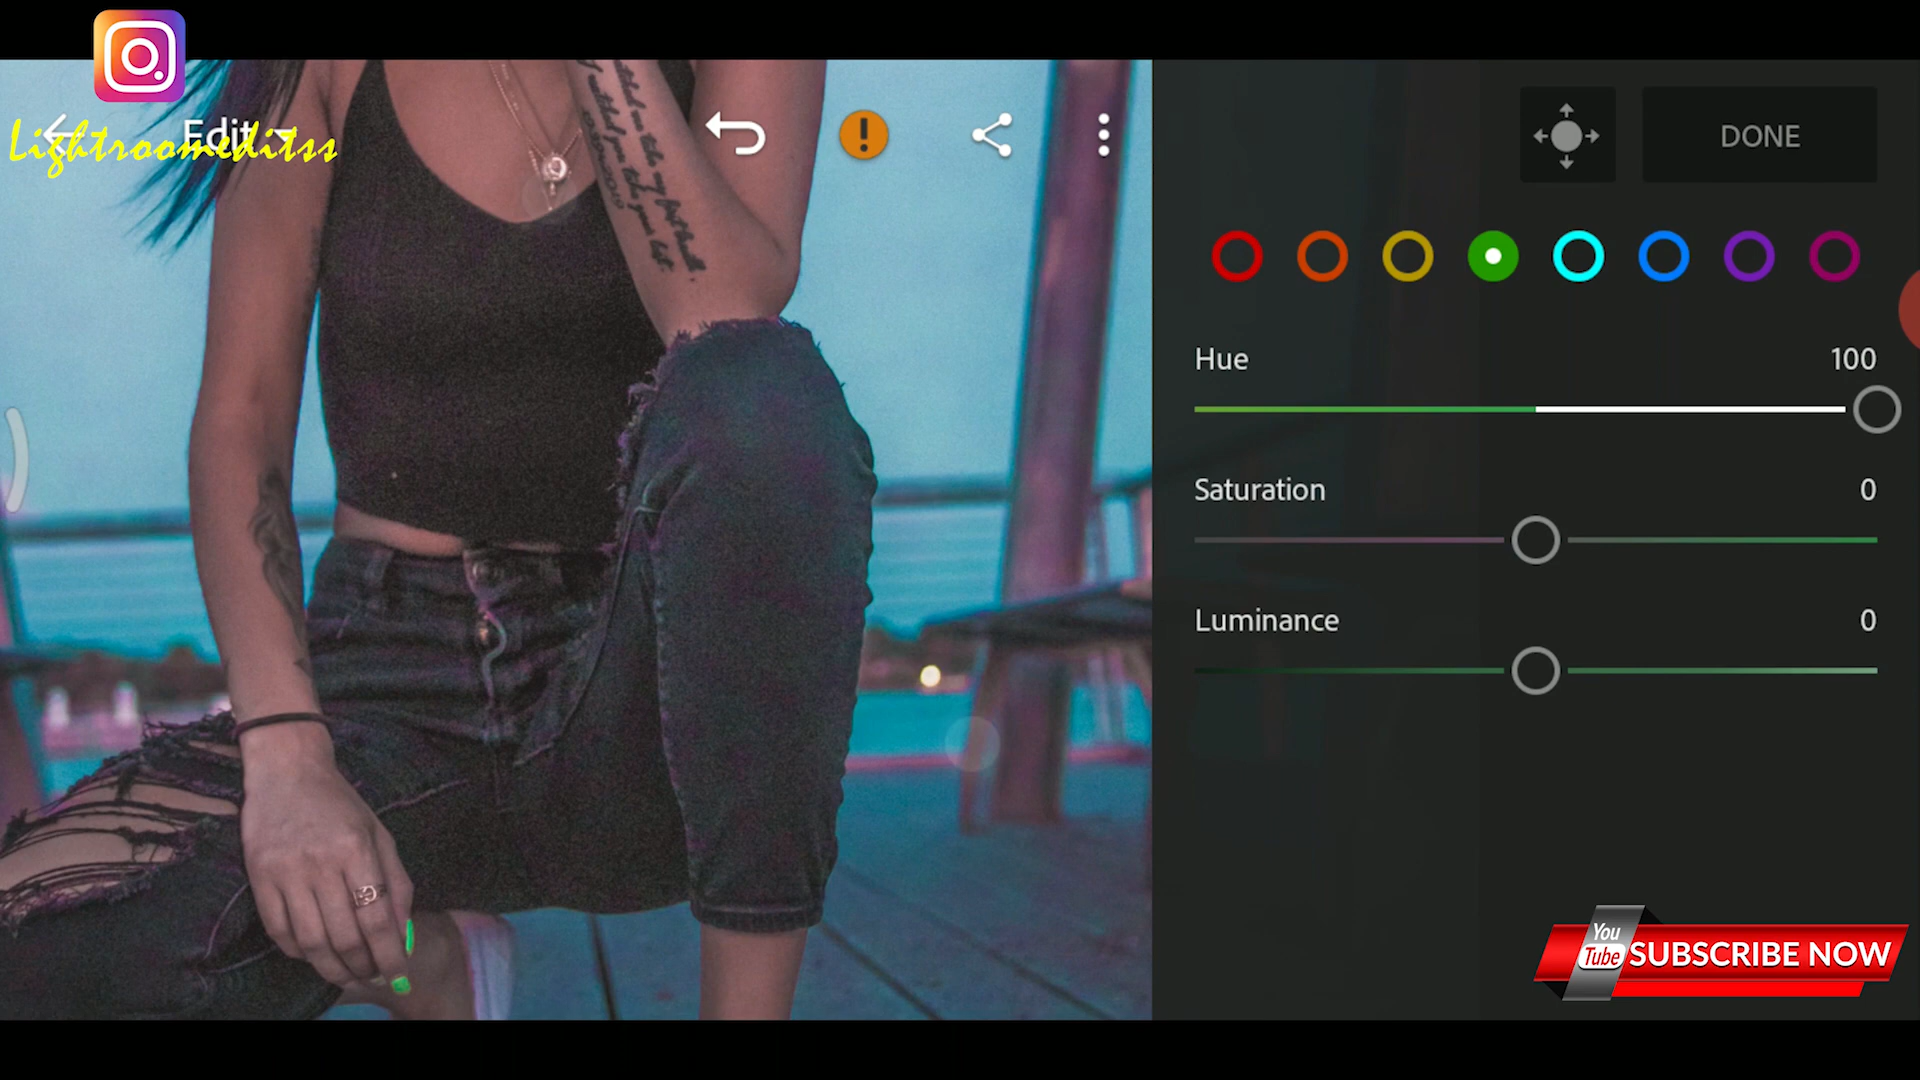 Edit
Lightroomeditss
DONE
Hue
100
Saturation
0
Luminance
0
You
Tube
SUBSCRIBE NOW